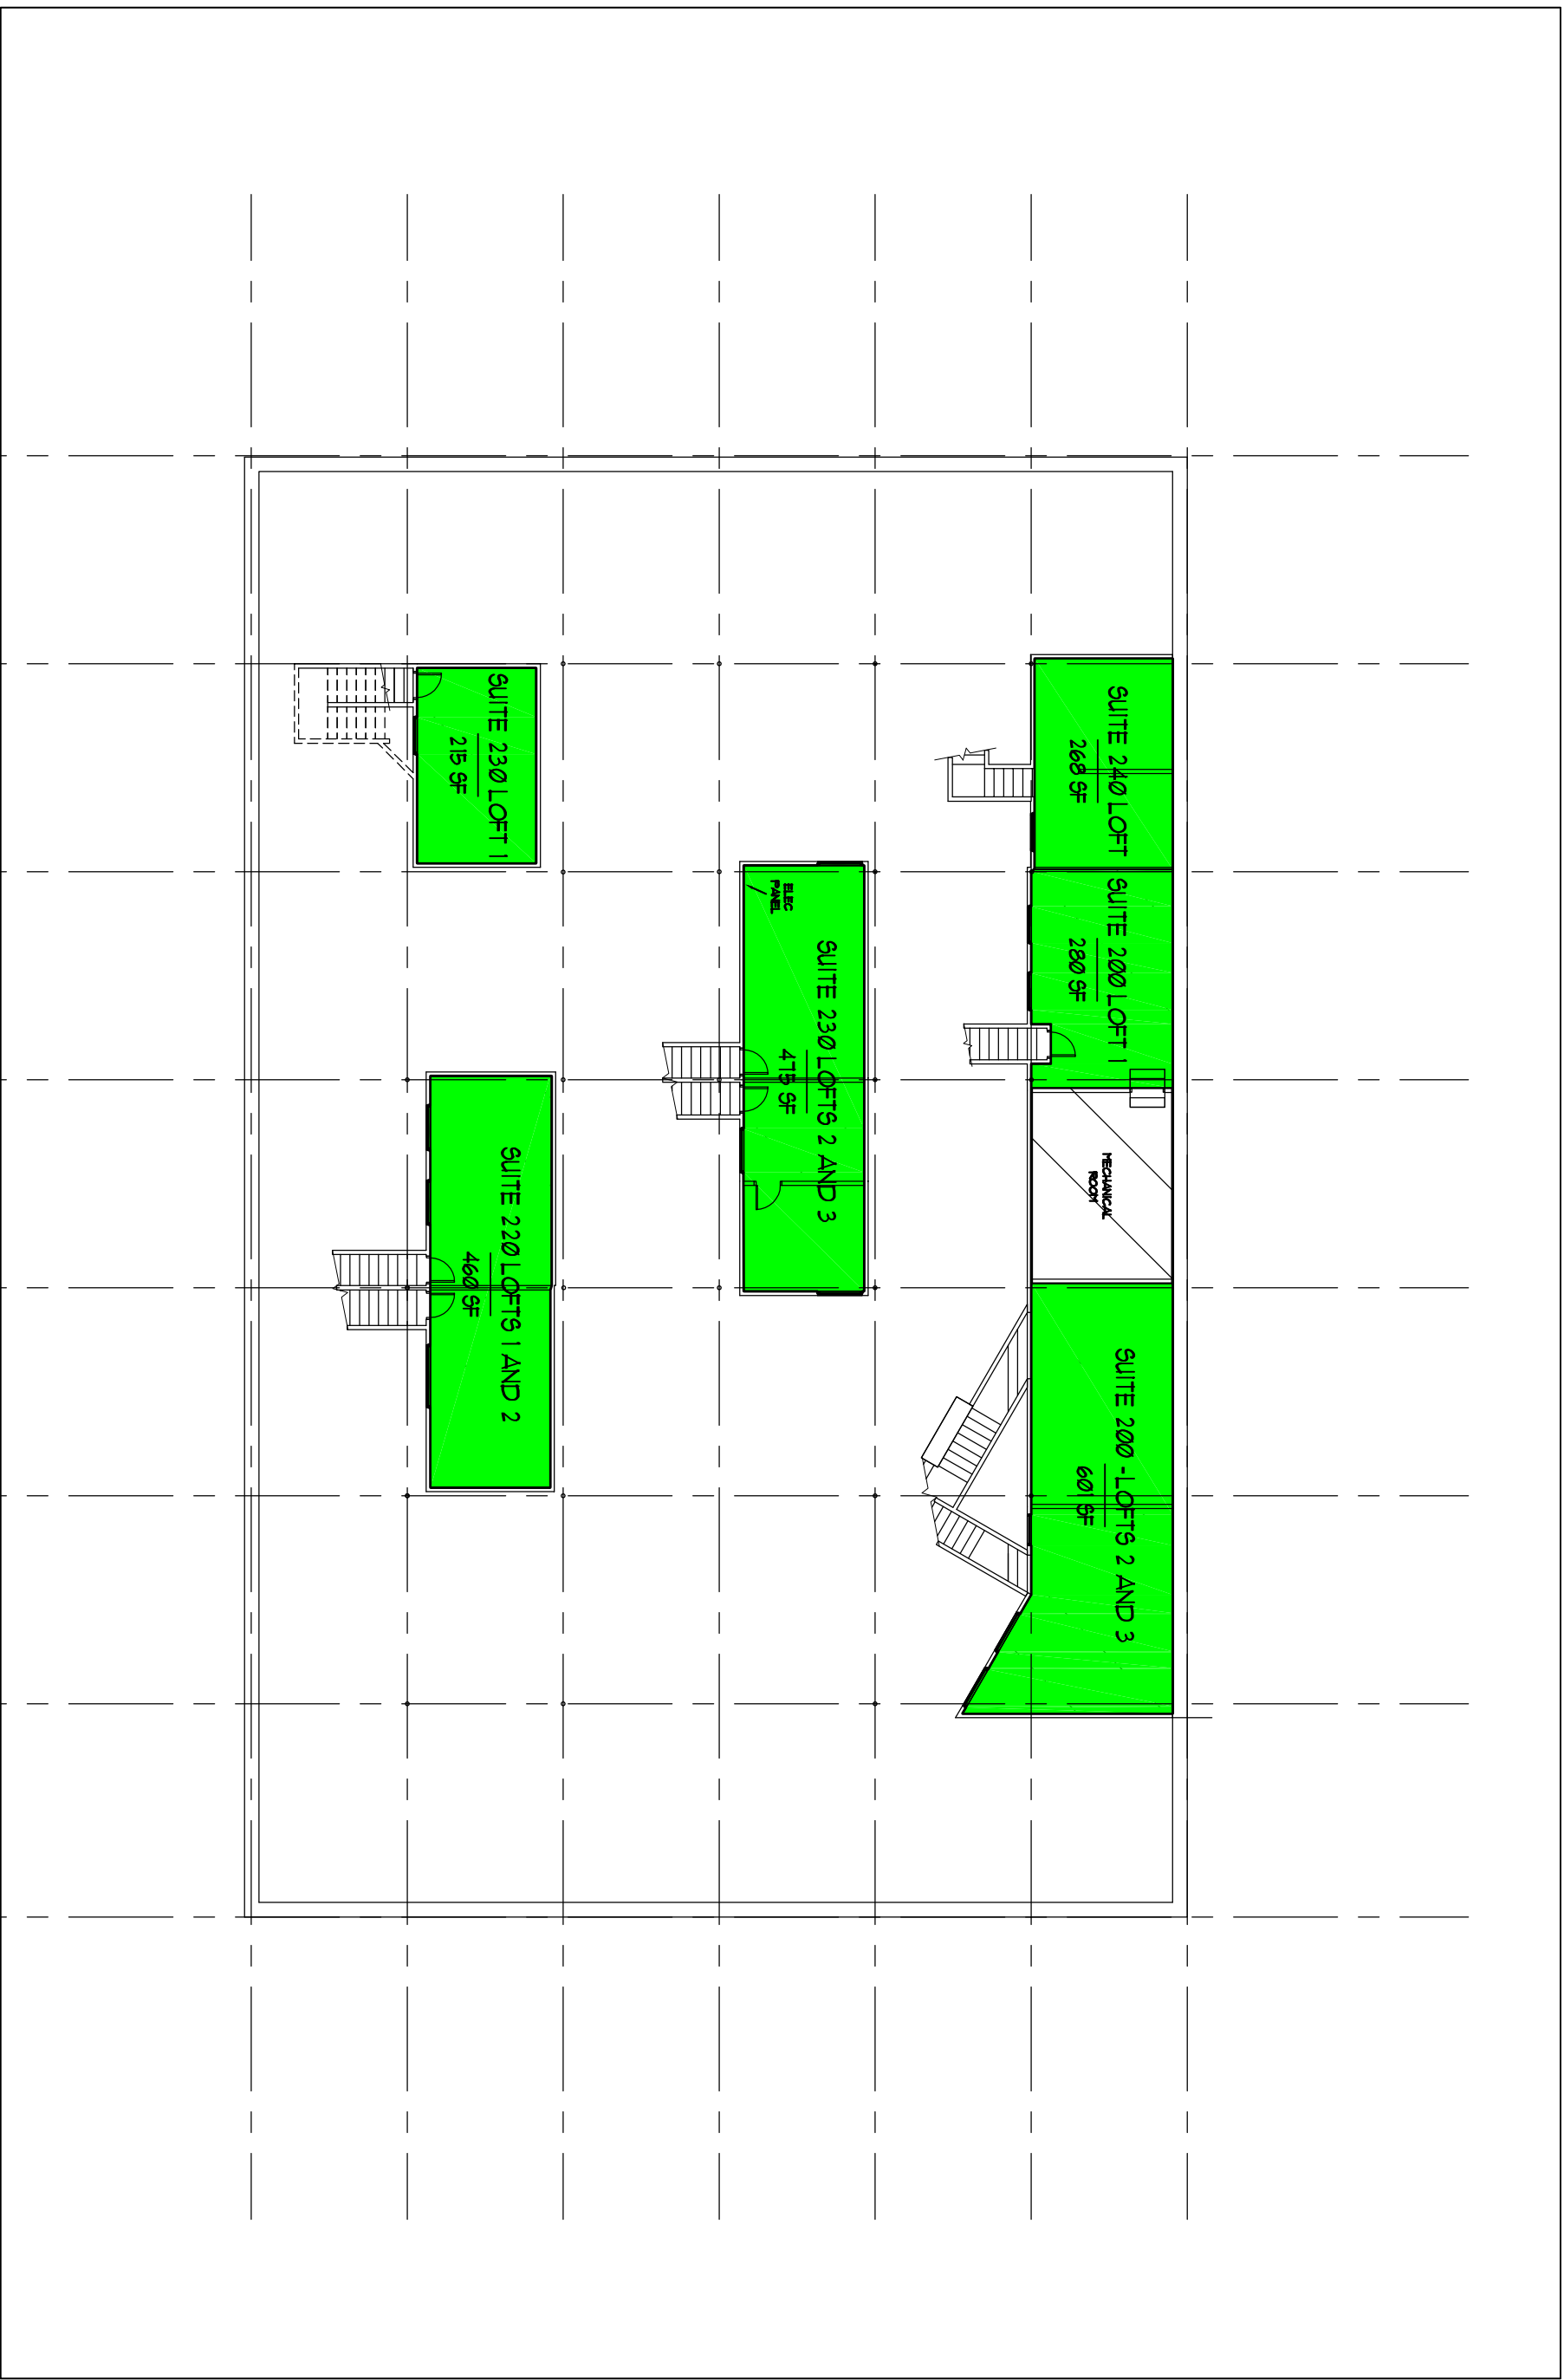 SUITE 240 LOFT
268 SF
SUITE 200 LOFT 1
280 SF
MECHANICAL
ROOM
SUITE 200 - LOFTS 2 AND 3
601 SF
ELEC
PANEL
SUITE 230 LOFTS 2 AND 3
475 SF
SUITE 230 LOFT 1
215 SF
SUITE 220 LOFTS 1 AND 2
460 SF